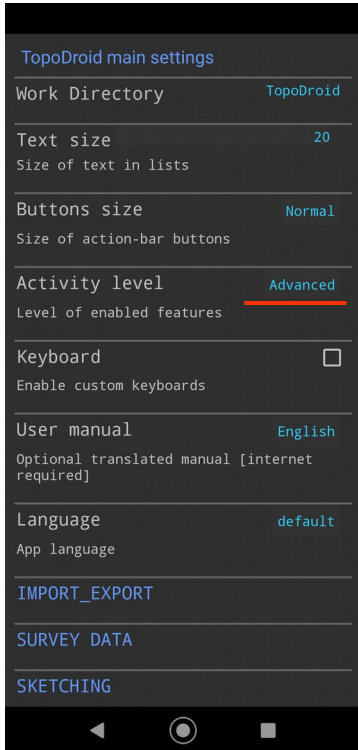 TopoDroid main settings
Work Directory TopoDroid
Text size 20
Size of text in lists
Buttons size Normal
Size of action-bar buttons
Activity level Advanced
Level of enabled features
Keyboard
Enable custom keyboards
User manual English
Optional translated manual [internet
required]
Language default
App language
IMPORT_EXPORT
SURVEY DATA
SKETCHING